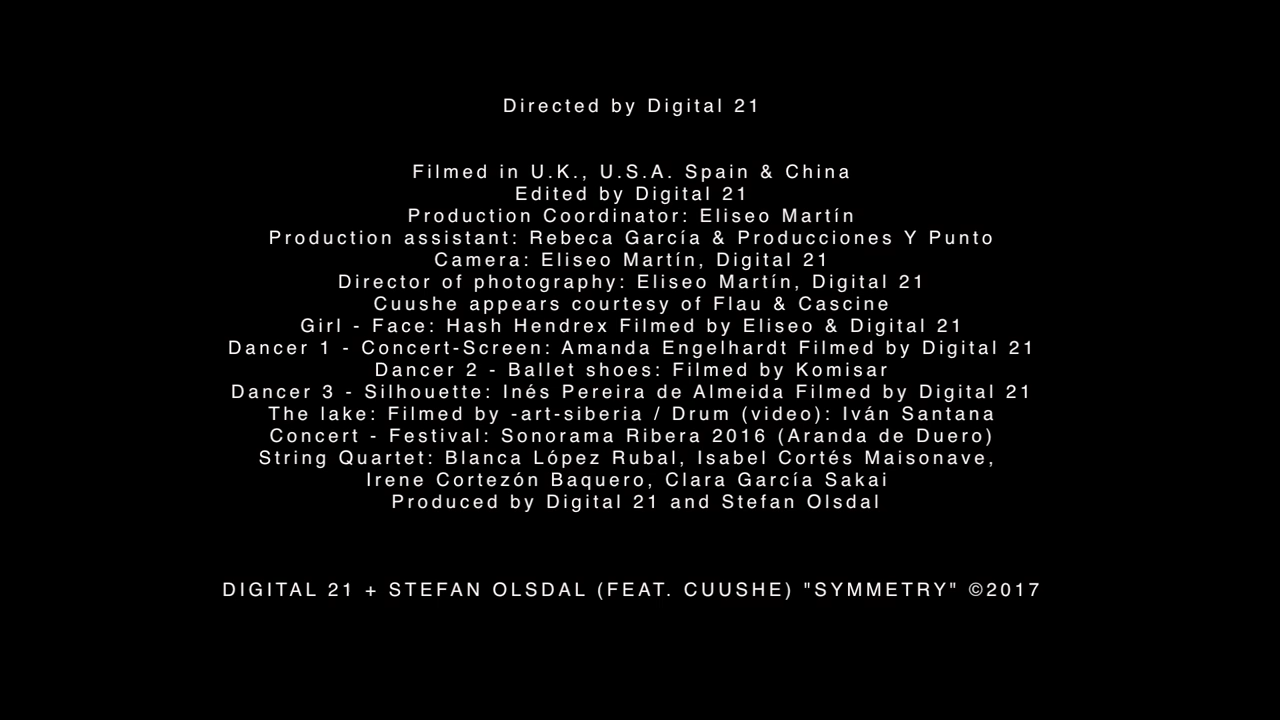 Directed by Digital 21
Filmed in U.K., U.S.A. Spain & China
Edited by Digital 21
Production Coordinator: Eliseo Martín
Production assistant: Rebeca García & Producciones Y Punto
Camera: Eliseo Martín, Digital 21
Director of photography: Eliseo Martín, Digital 21
Cuushe appears courtesy of Flau & Cascine
Girl - Face: Hash Hendrex Filmed by Eliseo & Digital 21
Dancer 1 - Concert-Screen: Amanda Engelhardt Filmed by Digital 21
Dancer 2 - Ballet shoes: Filmed by Komisar
Dancer 3 - Silhouette: Inés Pereira de Almeida Filmed by Digital 21
The lake: Filmed by -art-siberia / Drum (video): Iván Santana
Concert - Festival: Sonorama Ribera 2016 (Aranda de Duero)
String Quartet: Blanca López Rubal, Isabel Cortés Maisonave,
Irene Cortezón Baquero, Clara García Sakai
Produced by Digital 21 and Stefan Olsdal
DIGITAL 21 + STEFAN OLSDAL (FEAT. CUUSHE) "SYMMETRY" ©2017